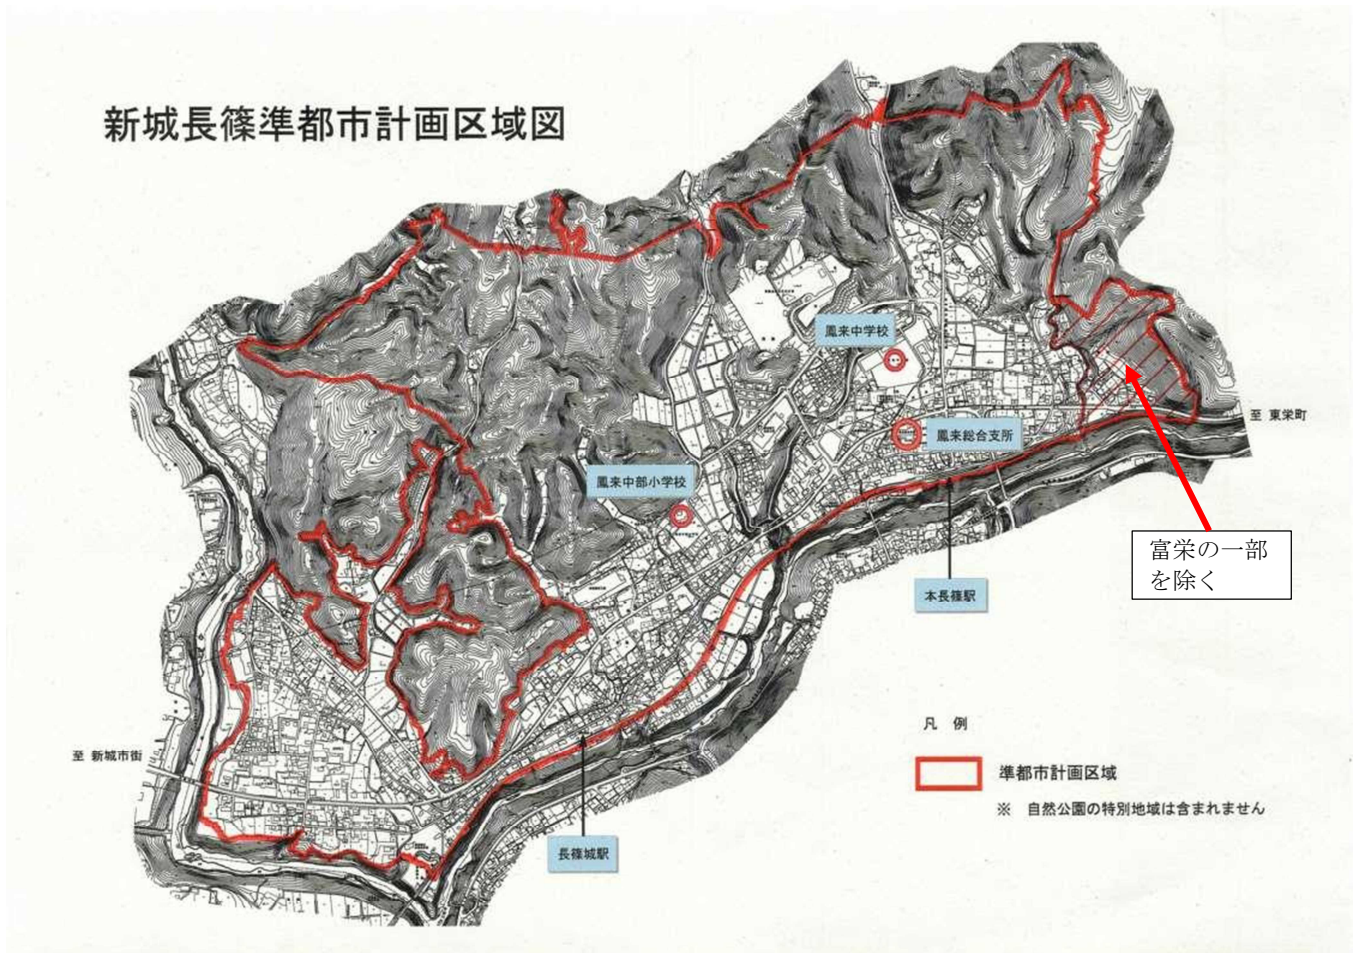 新城長篠準都市計画区域図
鳳来中学校
至 東栄町
鳳来総合支所
鳳来中部小学校
富栄の一部
を除く
本長篠駅
凡 例
至 新城市街
準都市計画区域
※ 自然公園の特別地域は含まれません
長篠城駅